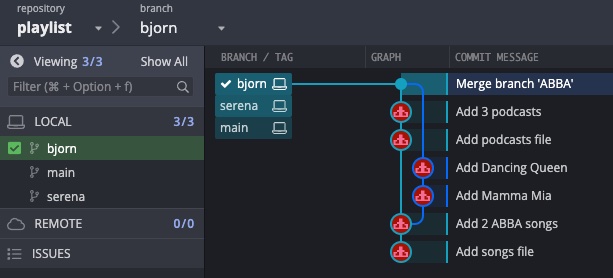 repository
branch
playlist
bjorn
Viewing 3/3
Show All
Filter (⌘ + Option + f)
LOCAL 3/3
bjorn
main
serena
REMOTE 0/0
ISSUES
BRANCH / TAG
GRAPH
COMMIT MESSAGE
bjorn
serena
main
Merge branch 'ABBA'
Add 3 podcasts
Add podcasts file
Add Dancing Queen
Add Mamma Mia
Add 2 ABBA songs
Add songs file